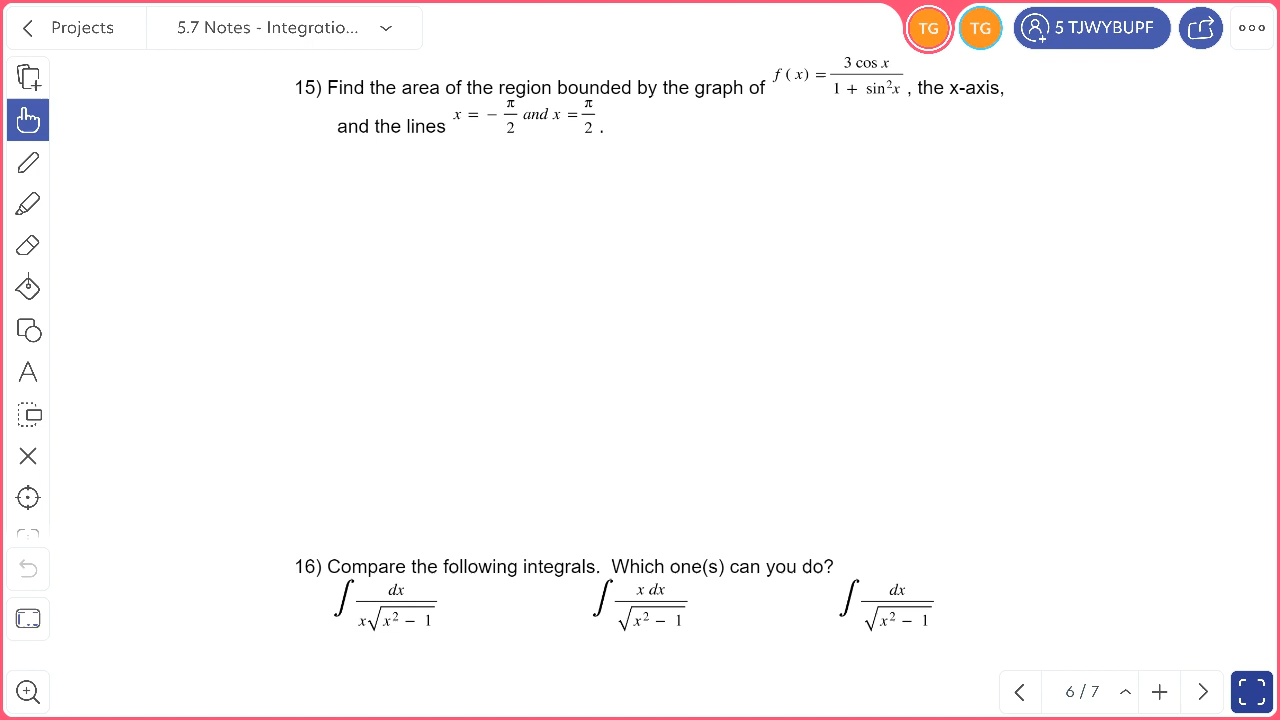 Projects
5.7 Notes - Integratio...
TG
TG
5 TJWYBUPF
15) Find the area of the region bounded by the graph of f(x) = 3 cos x / 1 + sin²x , the x-axis,
and the lines x = - π/2 and x = π/2 .
16) Compare the following integrals. Which one(s) can you do?
∫ dx / x√x² - 1 ∫ x dx / √x² - 1 ∫ dx / √x² - 1
6 / 7